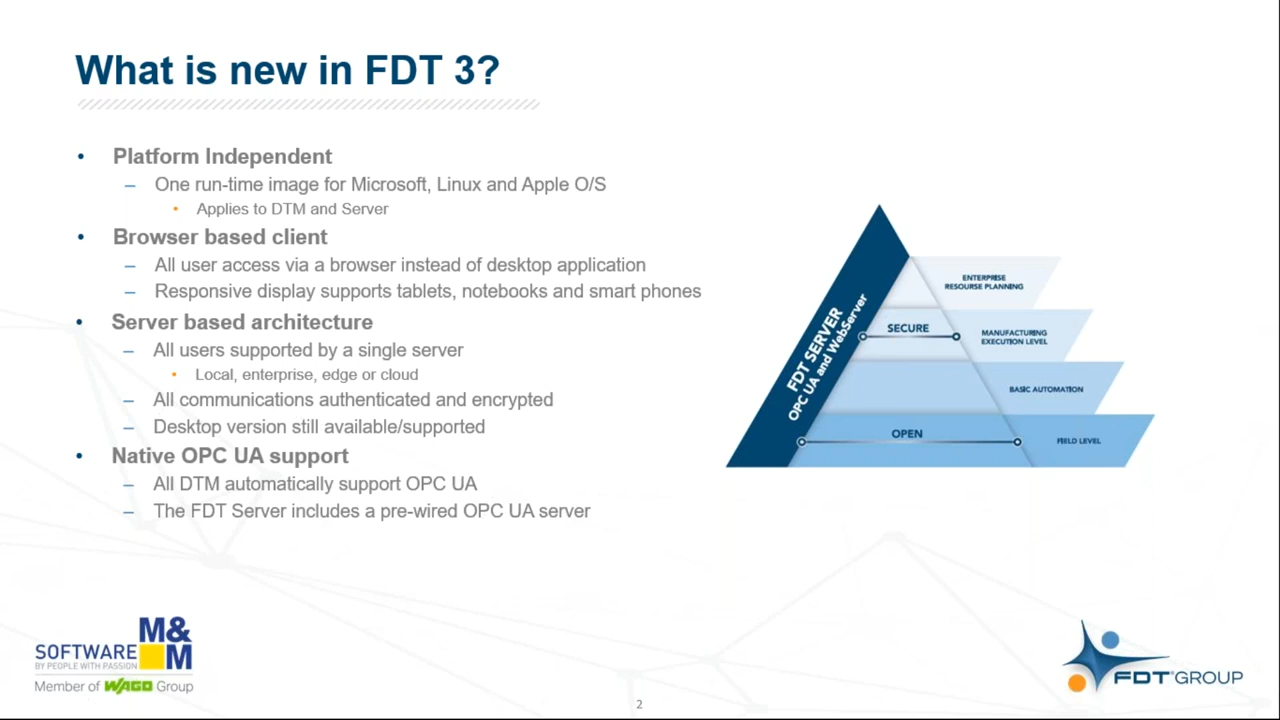 What is new in FDT 3?
• Platform Independent
– One run-time image for Microsoft, Linux and Apple O/S
• Applies to DTM and Server
• Browser based client
– All user access via a browser instead of desktop application
– Responsive display supports tablets, notebooks and smart phones
• Server based architecture
– All users supported by a single server
• Local, enterprise, edge or cloud
– All communications authenticated and encrypted
– Desktop version still available/supported
• Native OPC UA support
– All DTM automatically support OPC UA
– The FDT Server includes a pre-wired OPC UA server
FDT SERVER
OPC UA and WebServer
ENTERPRISE
RESOURSE PLANNING
SECURE
MANUFACTURING
EXECUTION LEVEL
BASIC AUTOMATION
OPEN
FIELD LEVEL
M&
SOFTWARE M
BY PEOPLE WITH PASSION
Member of WAGO Group
2
FDT® GROUP